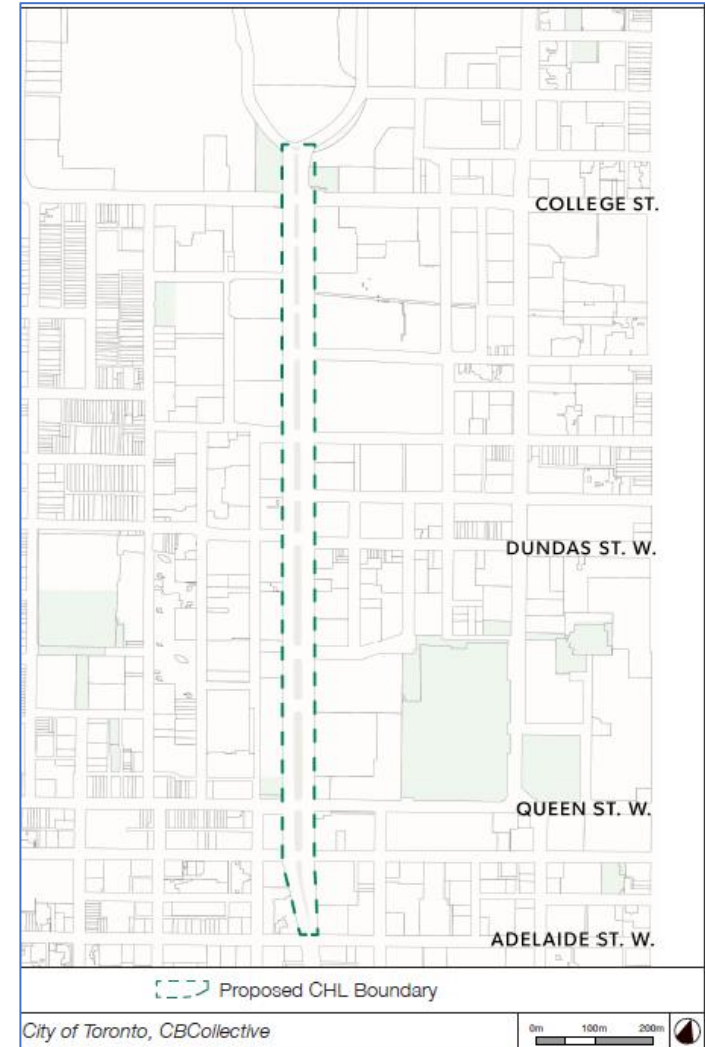 COLLEGE ST.
DUNDAS ST. W.
QUEEN ST. W.
ADELAIDE ST. W.
Proposed CHL Boundary
City of Toronto, CBCollective
0m 100m 200m